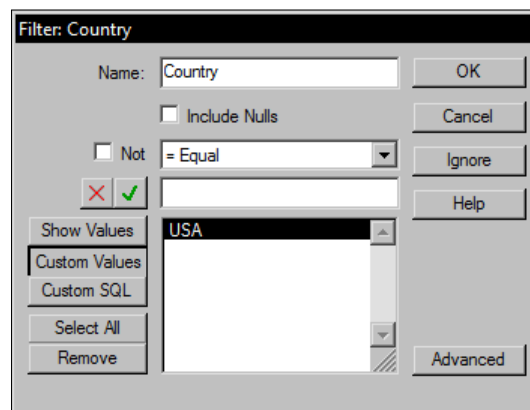 Filter: Country
Name: Country OK
Include Nulls Cancel
Not = Equal Ignore
Help
Show Values USA
Custom Values
Custom SQL
Select All
Remove Advanced